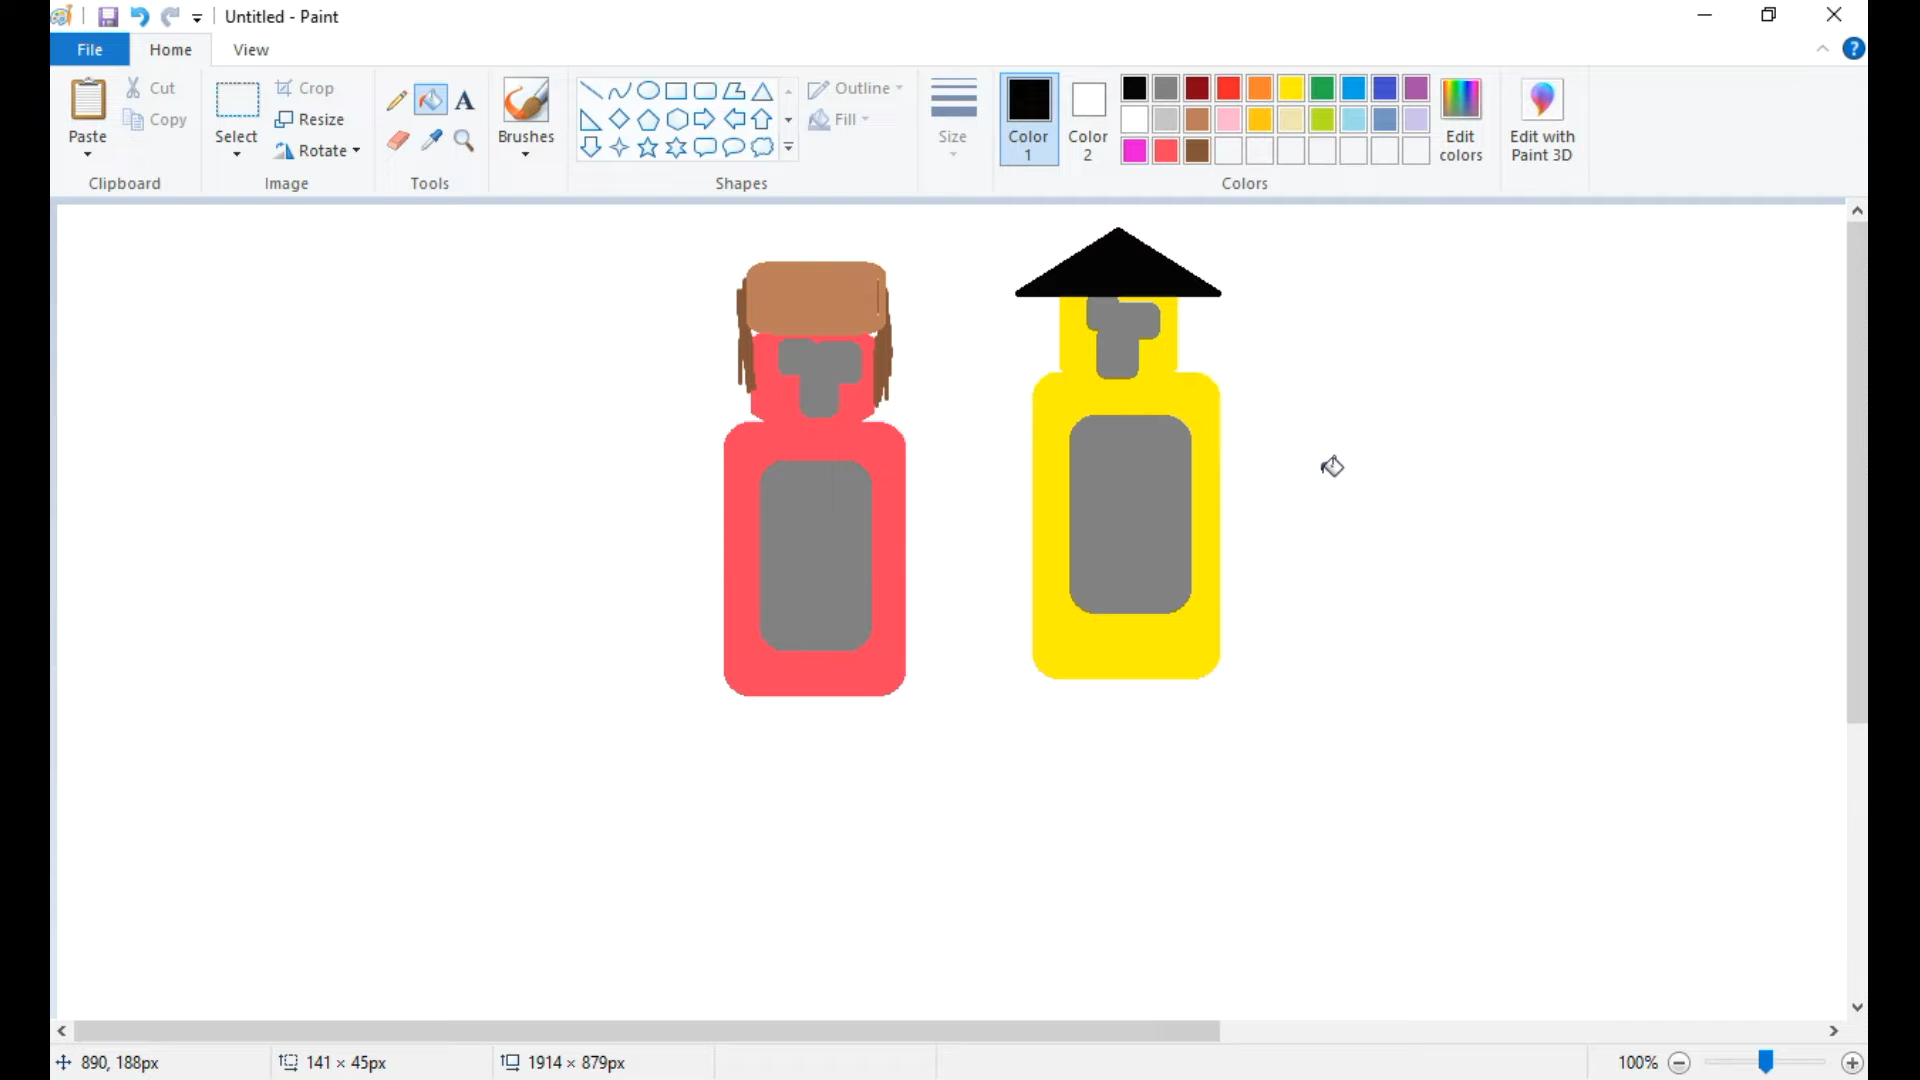 Untitled - Paint
File Home View
Paste
Cut
Copy
Clipboard
Select
Crop
Resize
Rotate
Image
A
Tools
Brushes
Shapes
Outline
Fill
Size
Color 1
Color 2
Colors
Edit colors
Edit with Paint 3D
?
890, 188px 141 × 45px 1914 × 879px 100%